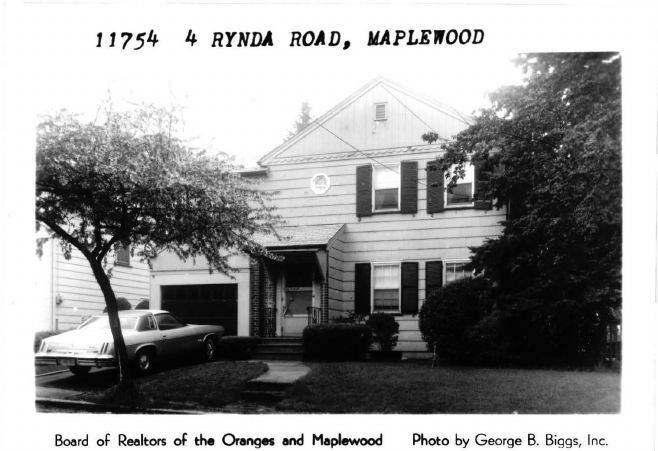 11754 4 RYNDA ROAD, MAPLEWOOD
Board of Realtors of the Oranges and Maplewood Photo by George B. Biggs, Inc.